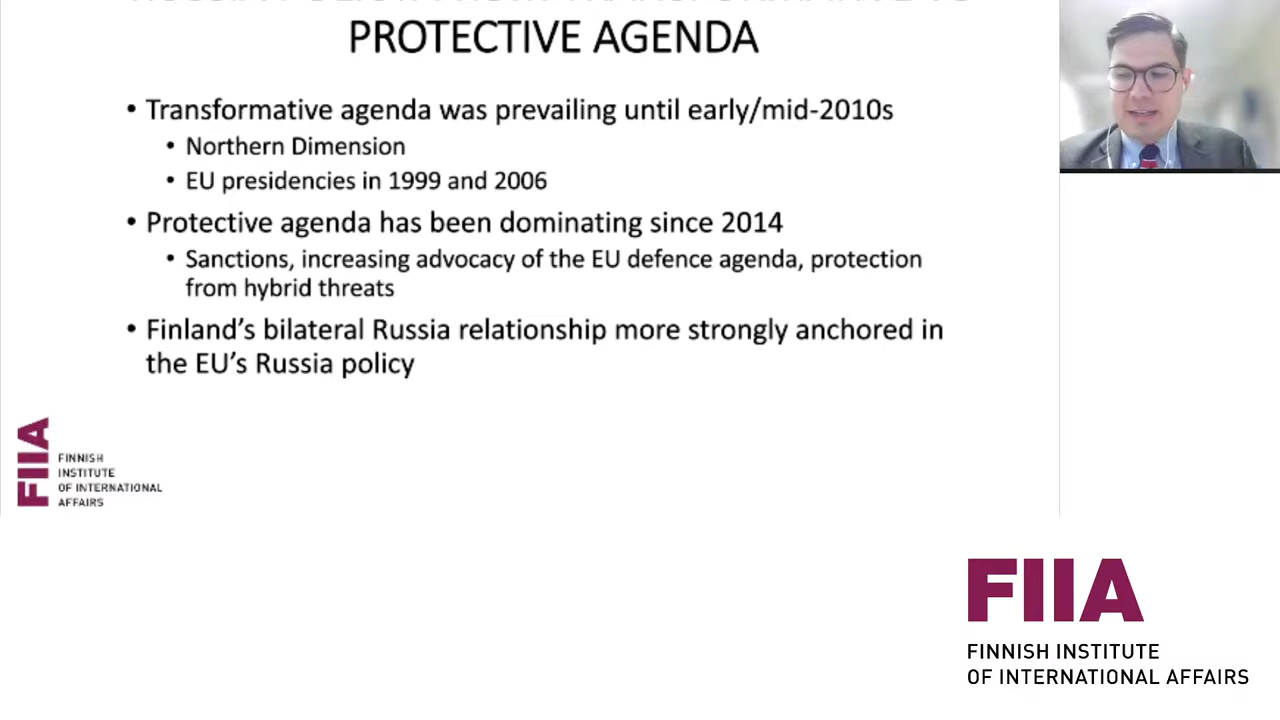 PROTECTIVE AGENDA
• Transformative agenda was prevailing until early/mid-2010s
• Northern Dimension
• EU presidencies in 1999 and 2006
• Protective agenda has been dominating since 2014
• Sanctions, increasing advocacy of the EU defence agenda, protection
from hybrid threats
• Finland’s bilateral Russia relationship more strongly anchored in
the EU’s Russia policy
FIIA
FINNISH
INSTITUTE
OF INTERNATIONAL
AFFAIRS
FIIA
FINNISH INSTITUTE
OF INTERNATIONAL AFFAIRS